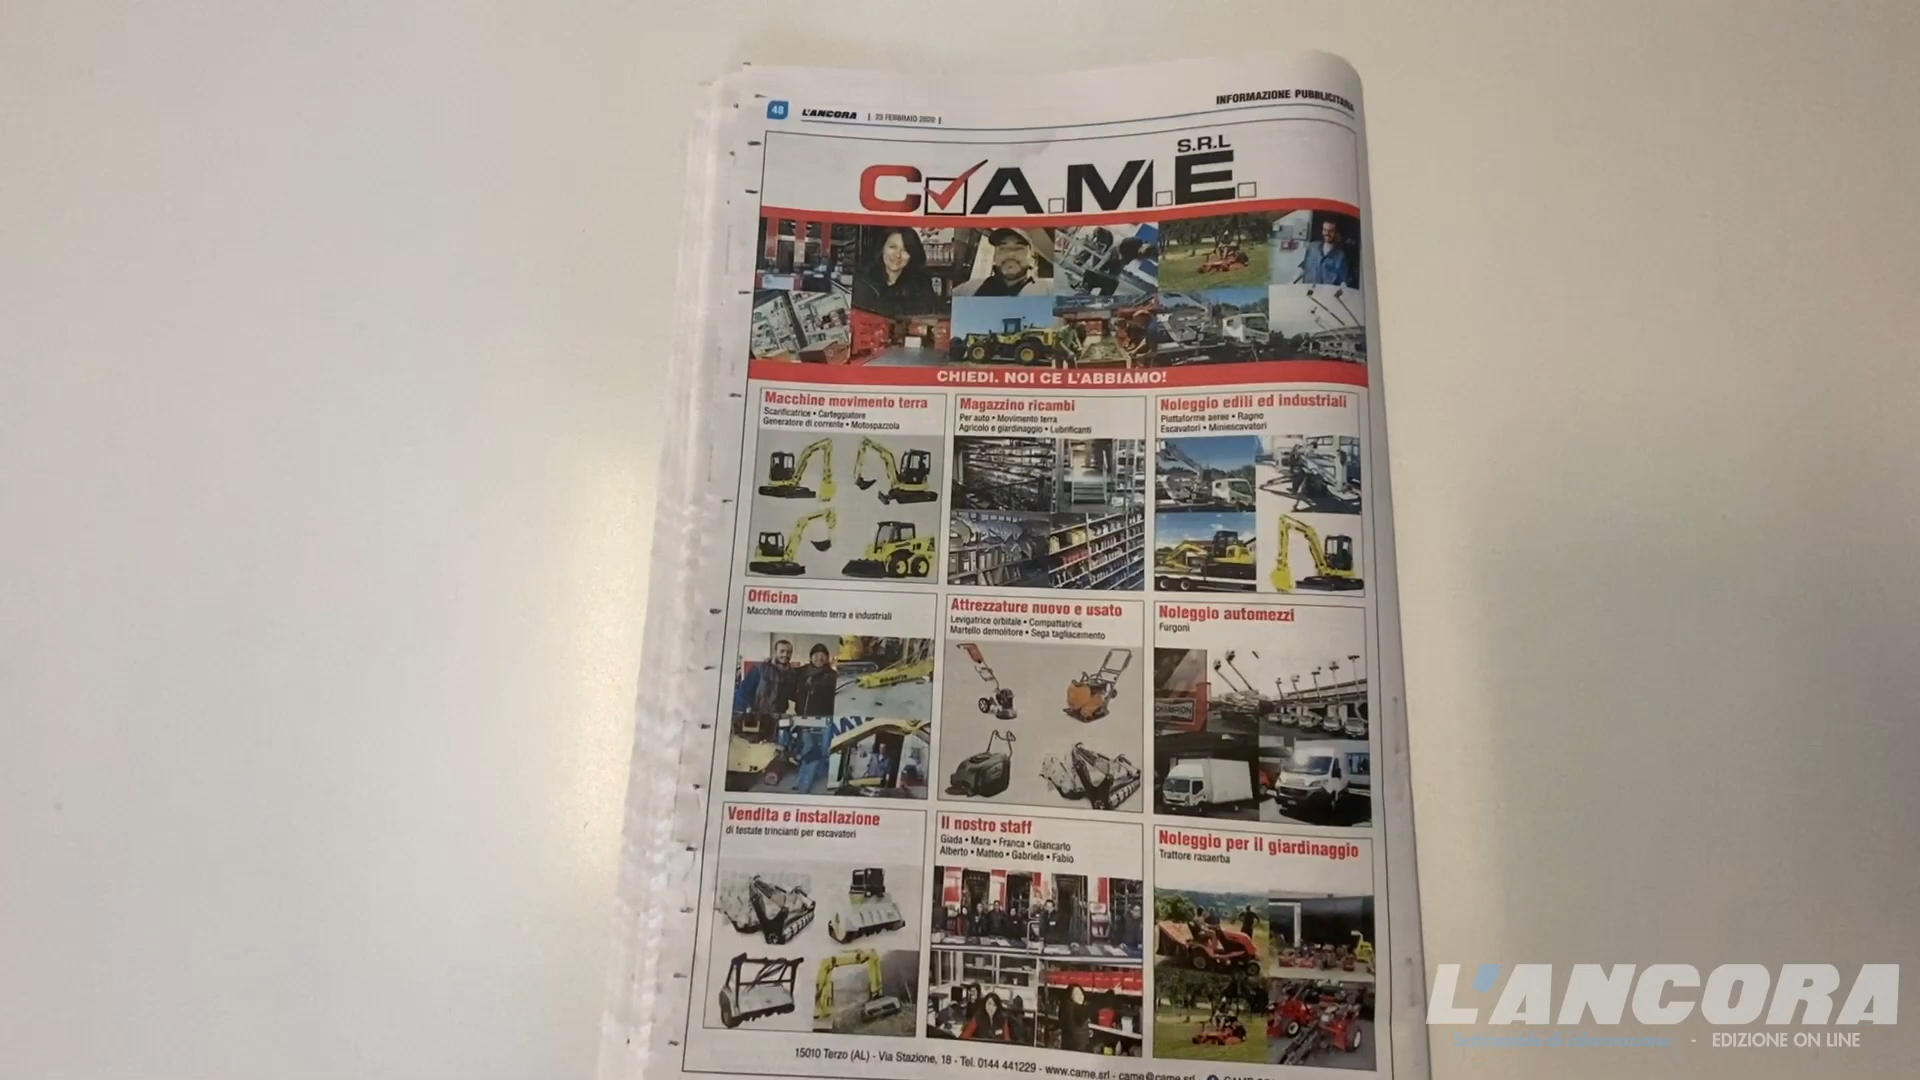 48 L'ANCORA | 23 FEBBRAIO 2020 |
INFORMAZIONE PUBBLICITARIA
C.A.M.E. S.R.L
CHIEDI. NOI CE L'ABBIAMO!
Macchine movimento terra
Scarificatrice • Carteggiatore
Generatore di corrente • Motospazzola
Magazzino ricambi
Per auto • Movimento terra
Agricolo e giardinaggio • Lubrificanti
Noleggio edili ed industriali
Piattaforme aeree • Ragno
Escavatori • Miniescavatori
Officina
Macchine movimento terra e industriali
Attrezzature nuovo e usato
Levigatrice orbitale • Compattatrice
Martello demolitore • Sega tagliacemento
Noleggio automezzi
Furgoni
CHAMPION
Vendita e installazione
di testate trincianti per escavatori
Il nostro staff
Giada • Mara • Franca • Giancarlo
Alberto • Matteo • Gabriele • Fabio
Noleggio per il giardinaggio
Trattore rasaerba
15010 Terzo (AL) - Via Stazione, 18 - Tel. 0144 441229 - www.came.srl - came@came.srl -
L'ANCORA
- EDIZIONE ON LINE